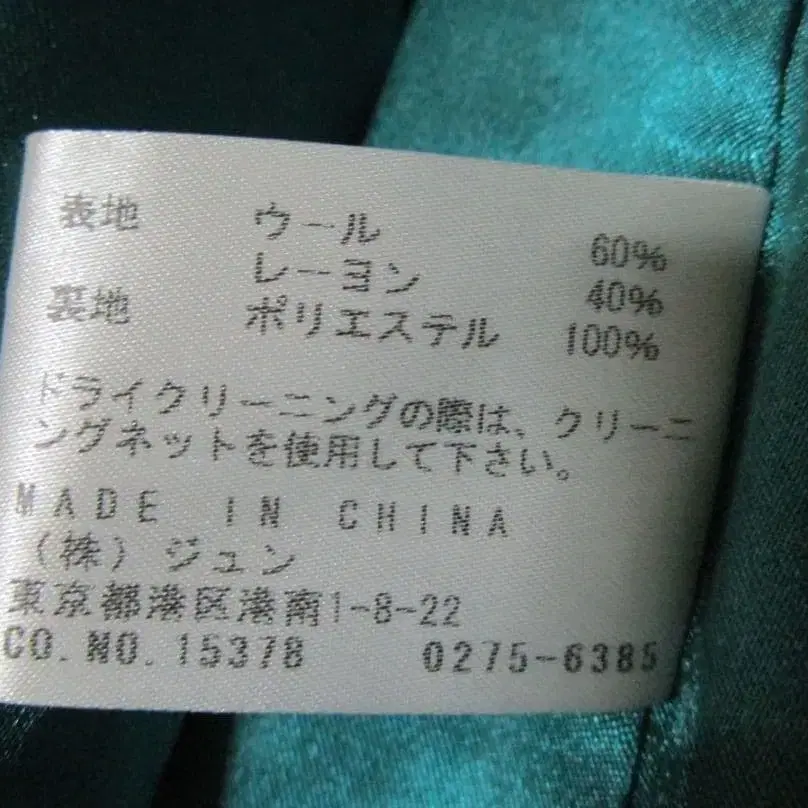 表地 ウール 60%
レーヨン 40%
裏地 ポリエステル 100%
ドライクリーニングの際は、クリーニ
ングネットを使用して下さい。
MADE IN CHINA
(株)ジュン
東京都港区港南1-8-22
CO.NO.15378 0275-6385